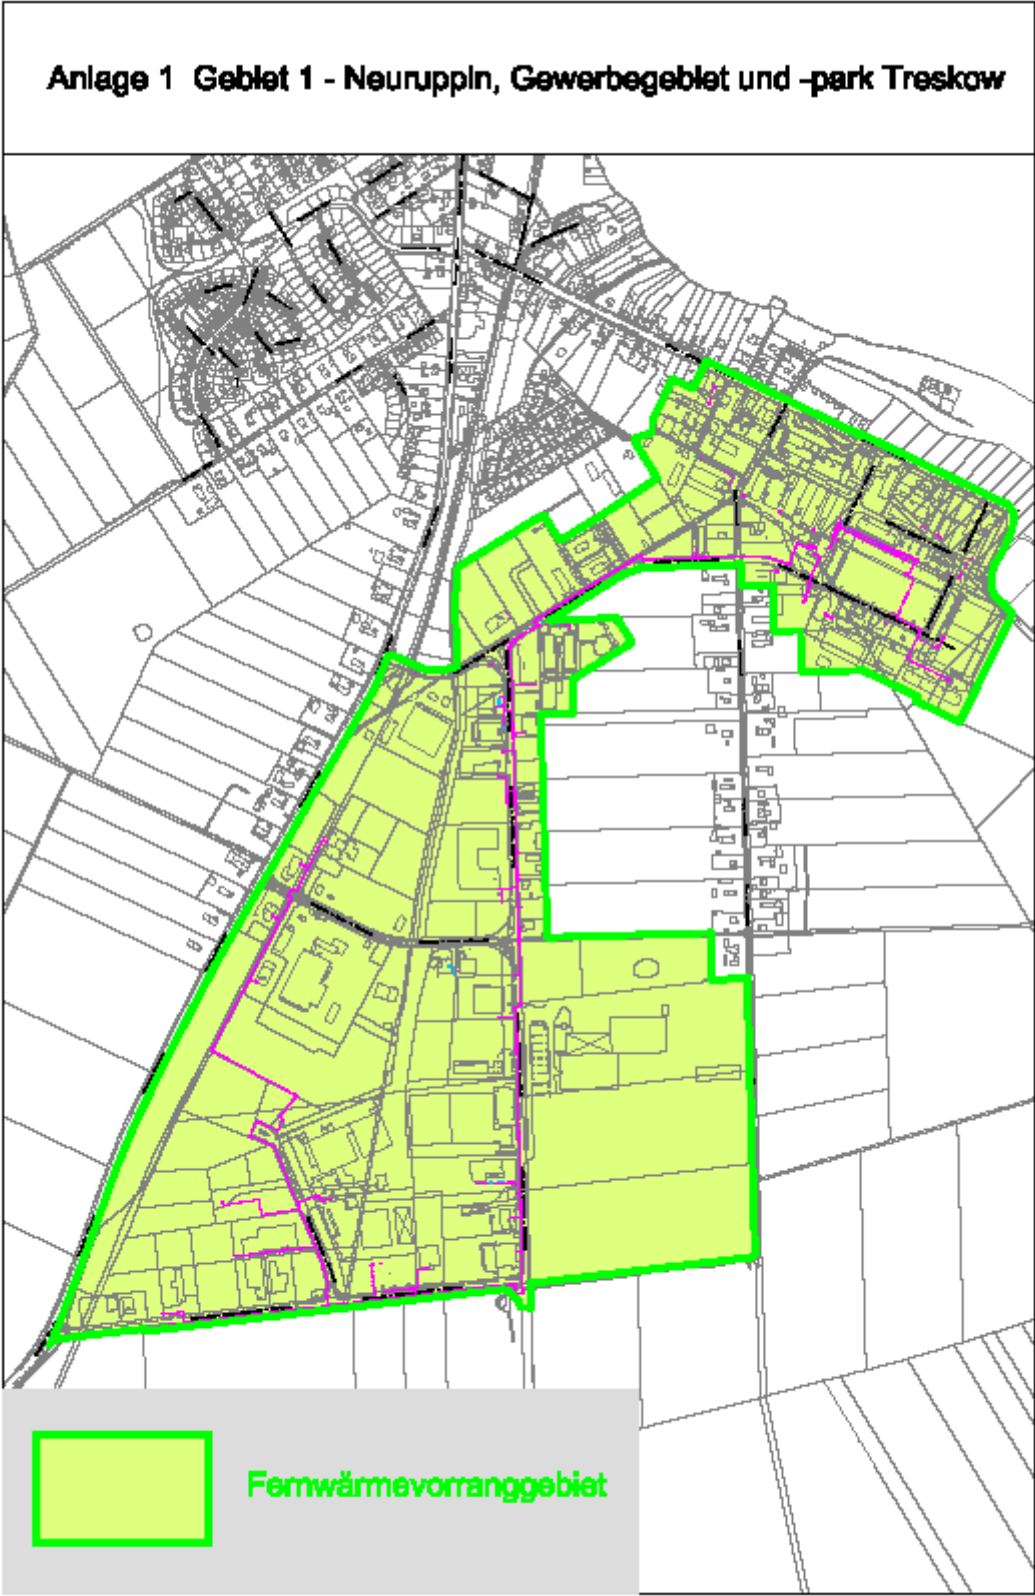 Anlage 1 Gebiet 1 - Neuruppin, Gewerbegebiet und -park Treskow
Fernwärmevorranggebiet